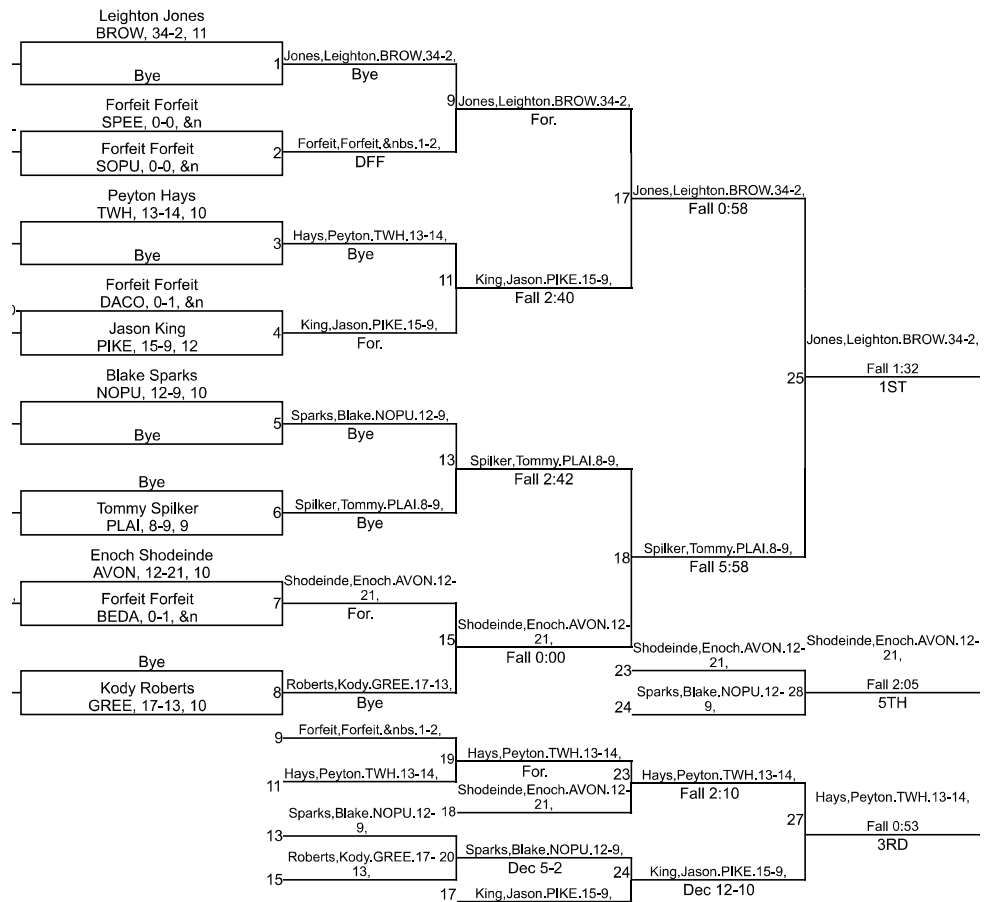 Leighton Jones
BROW, 34-2, 11
1
Bye
Jones,Leighton.BROW.34-2,
Bye
Forfeit Forfeit
SPEE, 0-0, &n
Forfeit Forfeit
SOPU, 0-0, &n
2
Forfeit,Forfeit.&nbs.1-2,
DFF
9
Jones,Leighton.BROW.34-2,
For.
Peyton Hays
TWH, 13-14, 10
3
Bye
Hays,Peyton.TWH.13-14,
Bye
Forfeit Forfeit
DACO, 0-1, &n
Jason King
PIKE, 15-9, 12
4
King,Jason.PIKE.15-9,
For.
11
King,Jason.PIKE.15-9,
Fall 2:40
17
Jones,Leighton.BROW.34-2,
Fall 0:58
Blake Sparks
NOPU, 12-9, 10
5
Bye
Sparks,Blake.NOPU.12-9,
Bye
Bye
Tommy Spilker
PLAI, 8-9, 9
6
Spilker,Tommy.PLAI.8-9,
Bye
13
Spilker,Tommy.PLAI.8-9,
Fall 2:42
Enoch Shodeinde
AVON, 12-21, 10
Forfeit Forfeit
BEDA, 0-1, &n
7
Shodeinde,Enoch.AVON.12-
21,
For.
Bye
Kody Roberts
GREE, 17-13, 10
8
Roberts,Kody.GREE.17-13,
Bye
15
Shodeinde,Enoch.AVON.12-
21,
Fall 0:00
18
Spilker,Tommy.PLAI.8-9,
Fall 5:58
25
Jones,Leighton.BROW.34-2,
Fall 1:32
1ST
23
Shodeinde,Enoch.AVON.12-
21,
24
Sparks,Blake.NOPU.12-
9,
28
Shodeinde,Enoch.AVON.12-
21,
Fall 2:05
5TH
9
Forfeit,Forfeit.&nbs.1-2,
11
Hays,Peyton.TWH.13-14,
19
Hays,Peyton.TWH.13-14,
For.
18
Shodeinde,Enoch.AVON.12-
21,
23
Hays,Peyton.TWH.13-14,
Fall 2:10
13
Sparks,Blake.NOPU.12-
9,
15
Roberts,Kody.GREE.17-
13,
20
Sparks,Blake.NOPU.12-9,
Dec 5-2
17
King,Jason.PIKE.15-9,
24
King,Jason.PIKE.15-9,
Dec 12-10
27
Hays,Peyton.TWH.13-14,
Fall 0:53
3RD